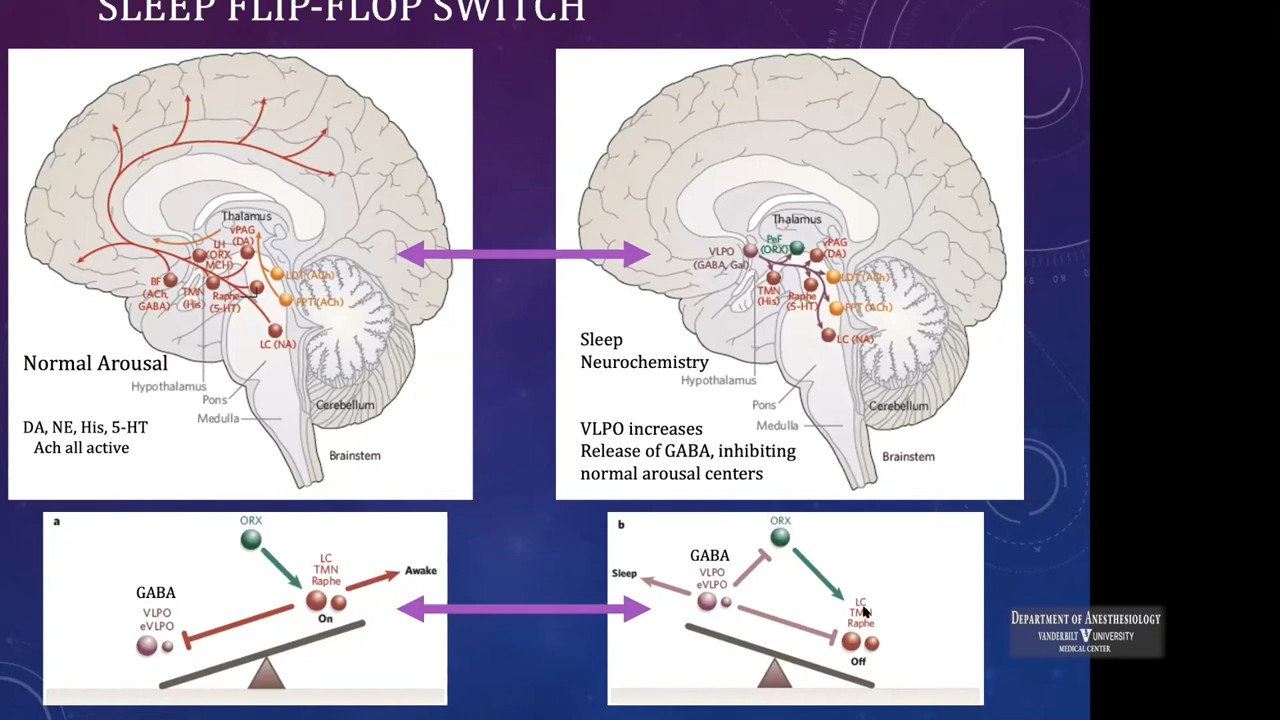 SLEEP FLIP-FLOP SWITCH
Thalamus
vPAG
(DA)
LH
(ORX,
MCH)
BF
(ACh,
GABA)
TMN
(His)
Raphe
(5-HT)
LDT (ACh)
PPT (ACh)
LC (NA)
Normal Arousal
Hypothalamus
Pons
Medulla
Cerebellum
Brainstem
DA, NE, His, 5-HT
Ach all active
Thalamus
VLPO
(GABA, Gal)
PeF
(ORX)
vPAG
(DA)
TMN
(His)
Raphe
(5-HT)
LDT (ACh)
PPT (ACh)
LC (NA)
Sleep
Neurochemistry
Hypothalamus
Pons
Medulla
Cerebellum
Brainstem
VLPO increases
Release of GABA, inhibiting
normal arousal centers
a
ORX
LC
TMN
Raphe
Awake
On
GABA
VLPO
eVLPO
b
ORX
GABA
VLPO
eVLPO
Sleep
LC
TMN
Raphe
Off
DEPARTMENT OF ANESTHESIOLOGY
VANDERBILT V UNIVERSITY
MEDICAL CENTER